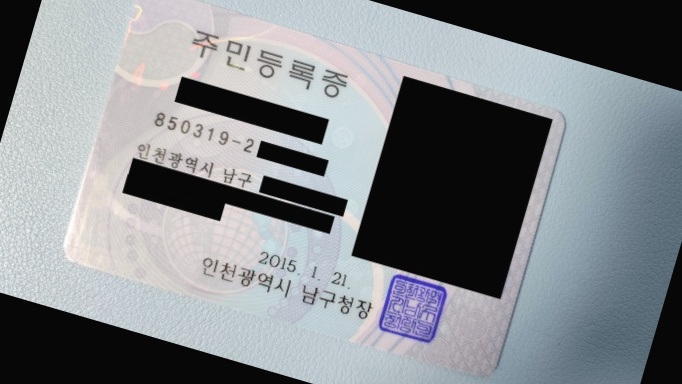 주민등록증
850319-2
인천광역시 남구
2015. 1. 21.
인천광역시 남구청장